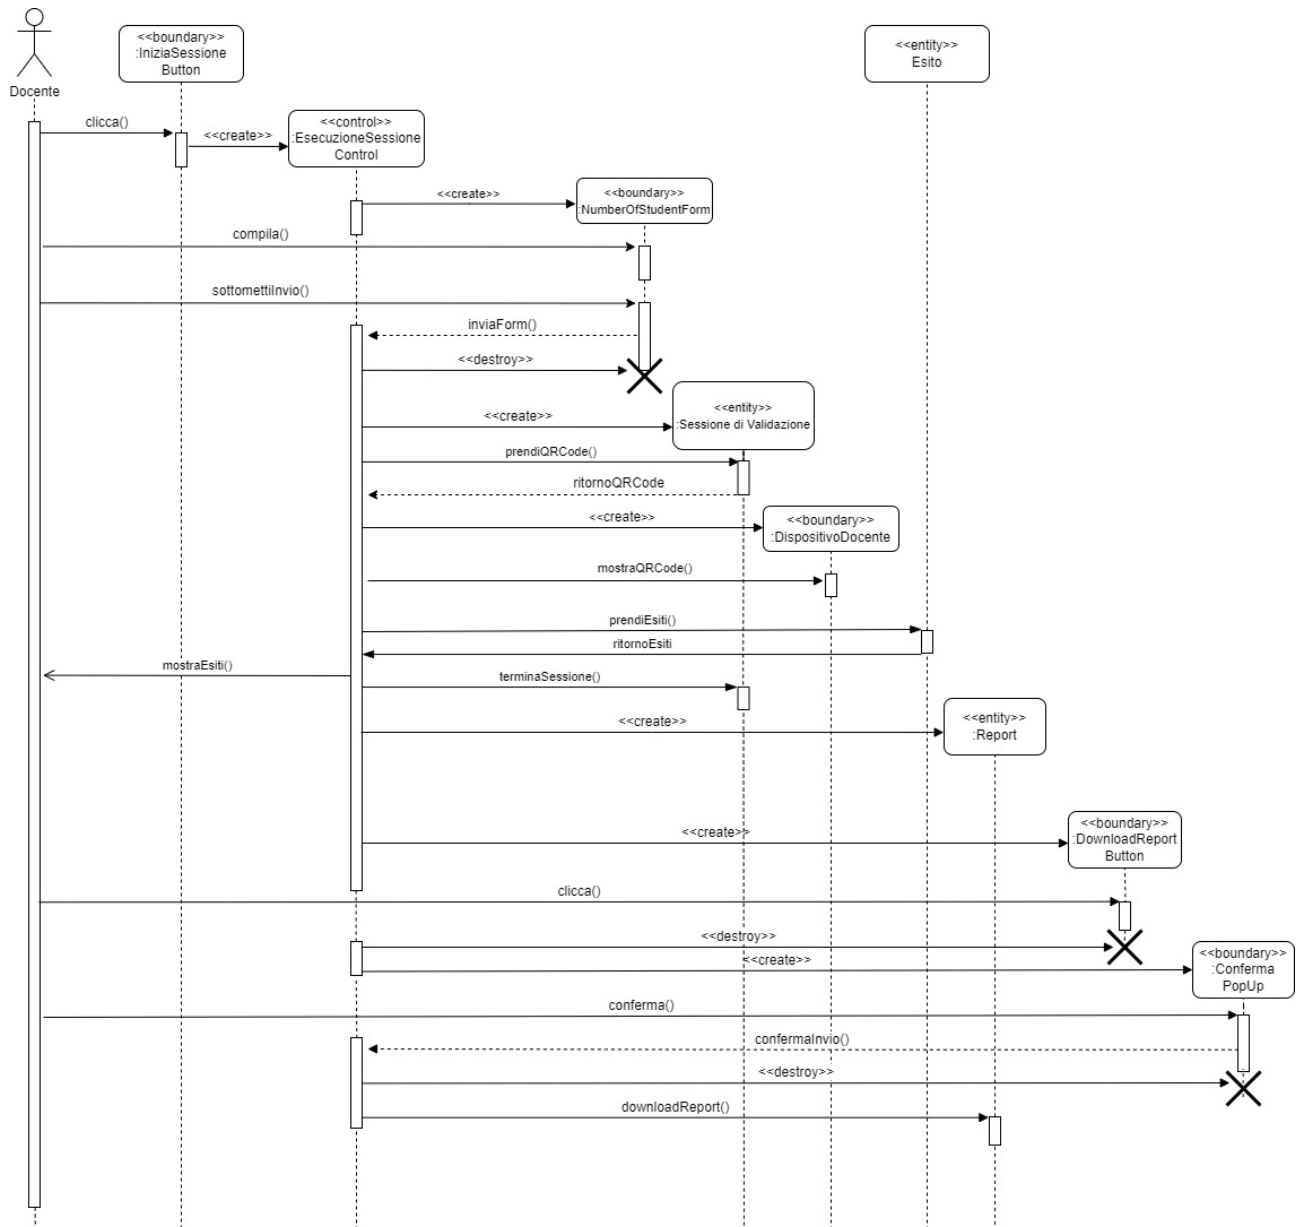 <<boundary>>
:IniziaSessione
Button
<<entity>>
Esito
Docente
clicca()
<<create>>
<<control>>
:EsecuzioneSessione
Control
<<create>>
<<boundary>>
:NumberOfStudentForm
compila()
sottomettiInvio()
inviaForm()
<<destroy>>
<<create>>
<<entity>>
:Sessione di Validazione
prendiQRCode()
ritornoQRCode
<<create>>
<<boundary>>
:DispositivoDocente
mostraQRCode()
prendiEsiti()
ritornoEsiti
mostraEsiti()
terminaSessione()
<<create>>
<<entity>>
:Report
<<create>>
<<boundary>>
:DownloadReport
Button
clicca()
<<destroy>>
<<create>>
<<boundary>>
:Conferma
PopUp
conferma()
confermaInvio()
<<destroy>>
downloadReport()